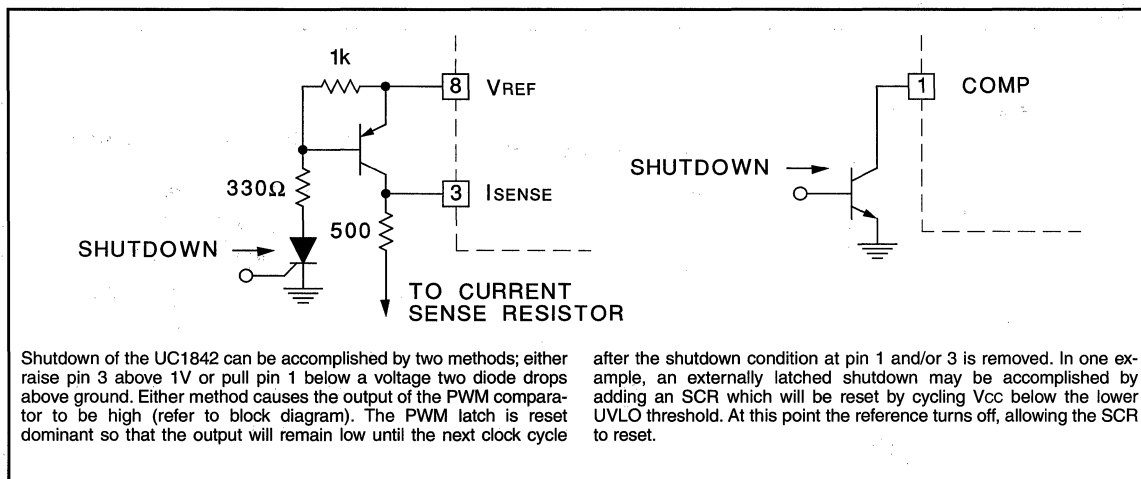 1k
8 VREF
330Ω
3 ISENSE
500
SHUTDOWN
TO CURRENT
SENSE RESISTOR
1 COMP
SHUTDOWN
Shutdown of the UC1842 can be accomplished by two methods; either
raise pin 3 above 1V or pull pin 1 below a voltage two diode drops
above ground. Either method causes the output of the PWM compara-
tor to be high (refer to block diagram). The PWM latch is reset
dominant so that the output will remain low until the next clock cycle
after the shutdown condition at pin 1 and/or 3 is removed. In one ex-
ample, an externally latched shutdown may be accomplished by
adding an SCR which will be reset by cycling VCC below the lower
UVLO threshold. At this point the reference turns off, allowing the SCR
to reset.